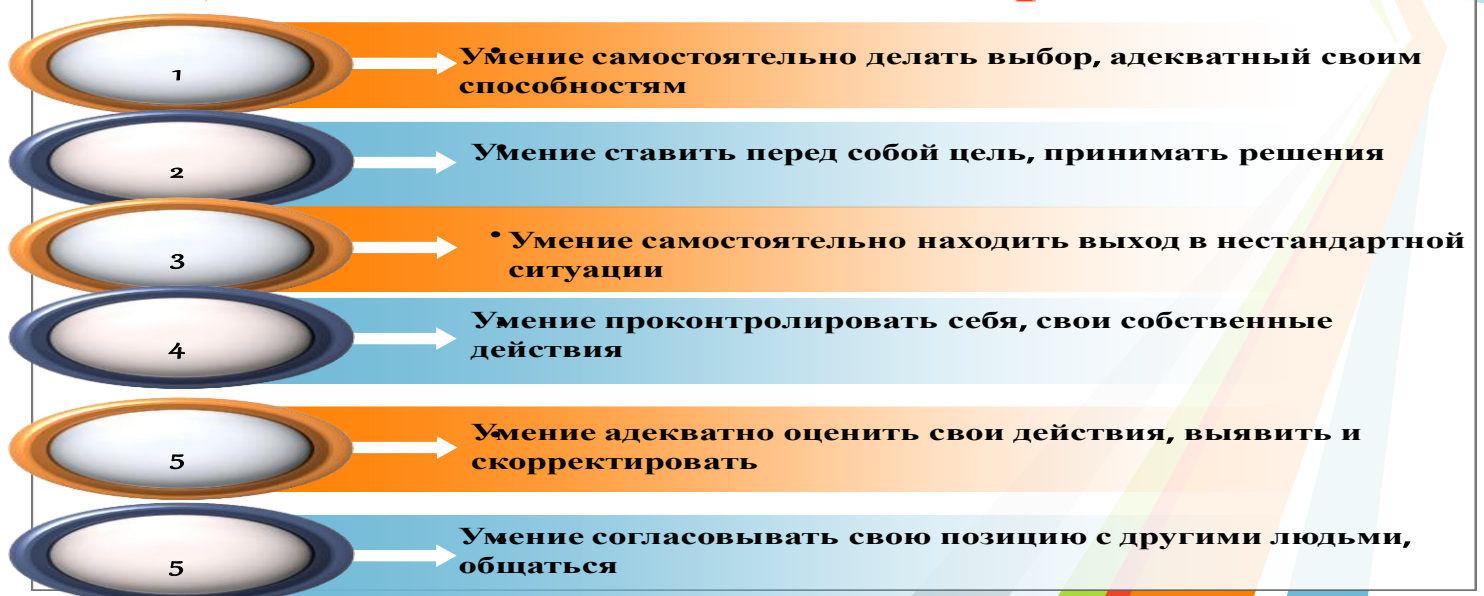 1
Умение самостоятельно делать выбор, адекватный своим
способностям
2
Умение ставить перед собой цель, принимать решения
3
• Умение самостоятельно находить выход в нестандартной
ситуации
4
Умение проконтролировать себя, свои собственные
действия
5
Умение адекватно оценить свои действия, выявить и
скорректировать
5
Умение согласовывать свою позицию с другими людьми,
общаться